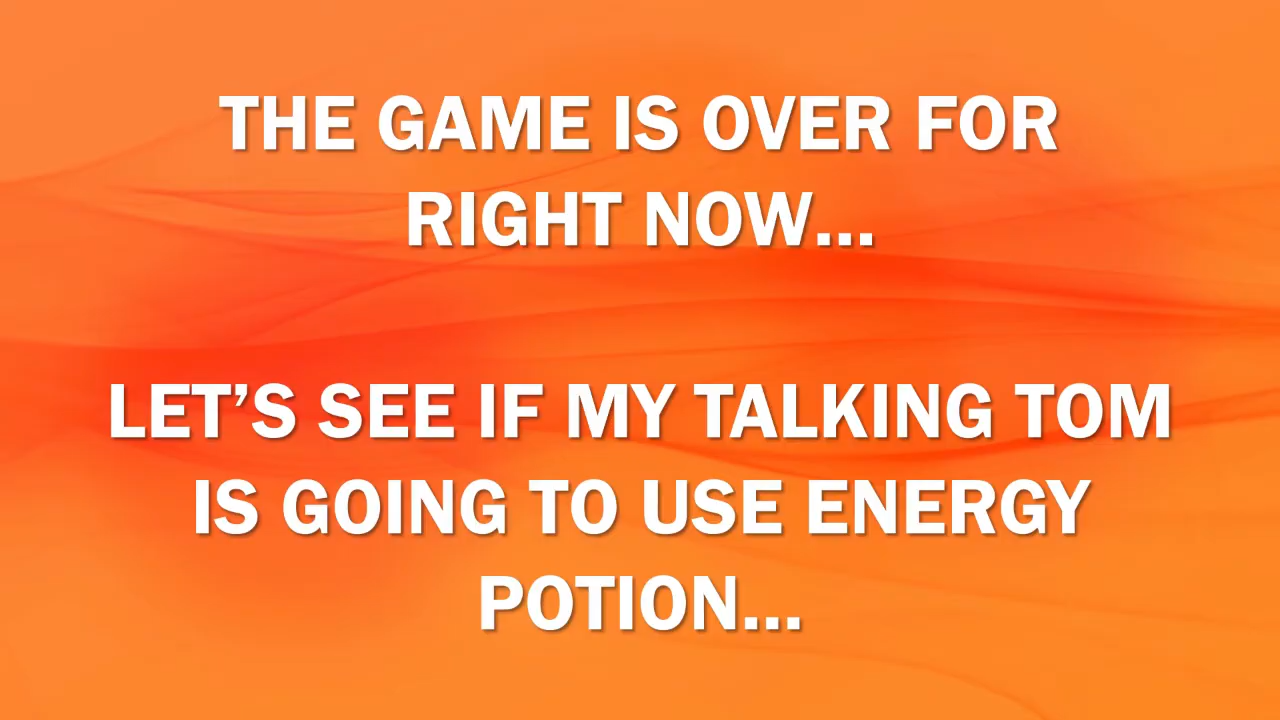 THE GAME IS OVER FOR
RIGHT NOW...
LET’S SEE IF MY TALKING TOM
IS GOING TO USE ENERGY
POTION...